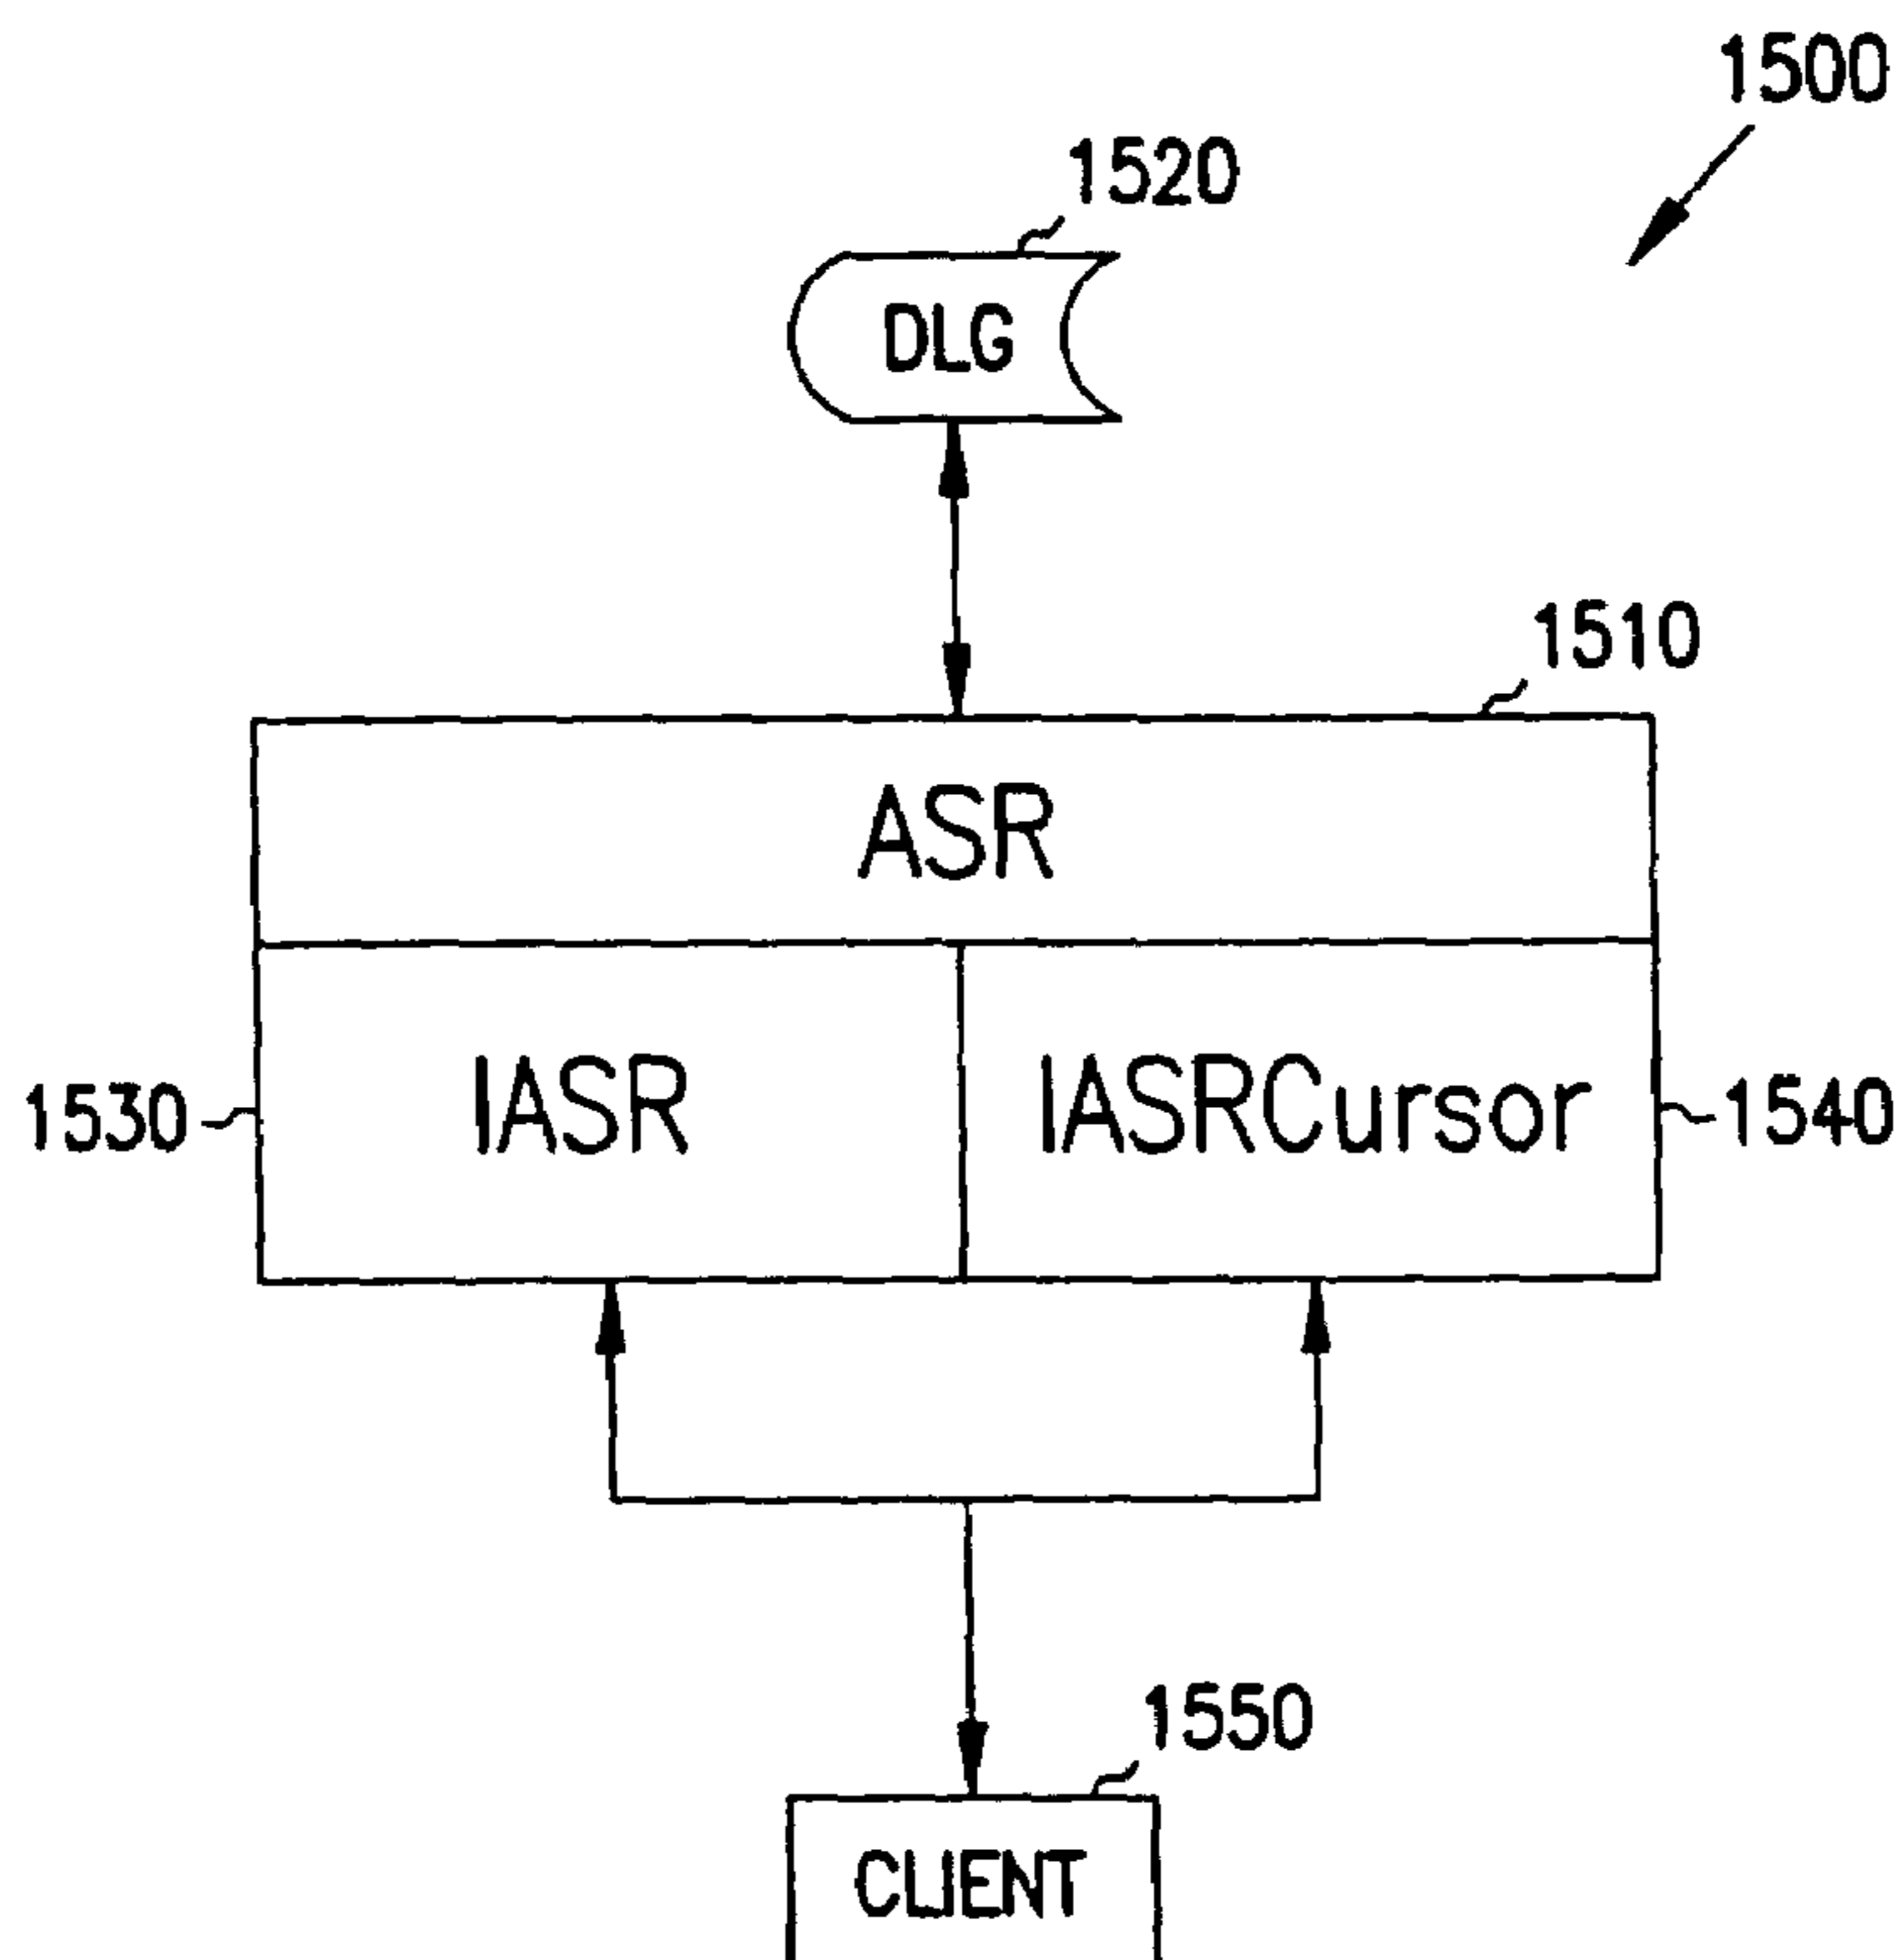 1500
1520
DLG
1510
ASR
1530
IASR
IASRCursor
1540
1550
CLIENT